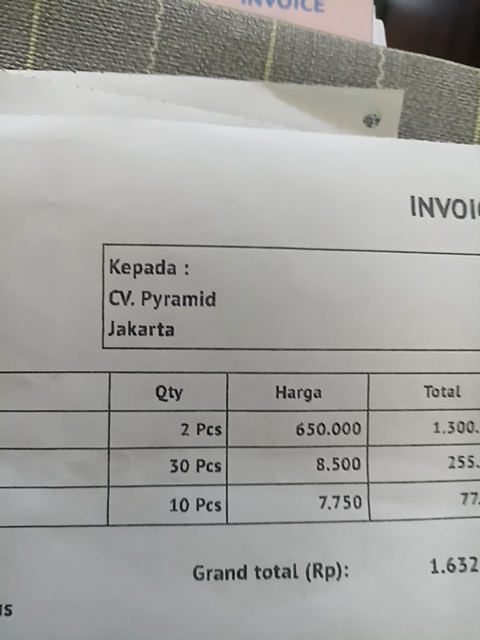 INVOICE
INVOI
Kepada :
CV. Pyramid
Jakarta
Qty Harga Total
2 Pcs 650.000 1.300.
30 Pcs 8.500 255.
10 Pcs 7.750 77.
Grand total (Rp): 1.632
us